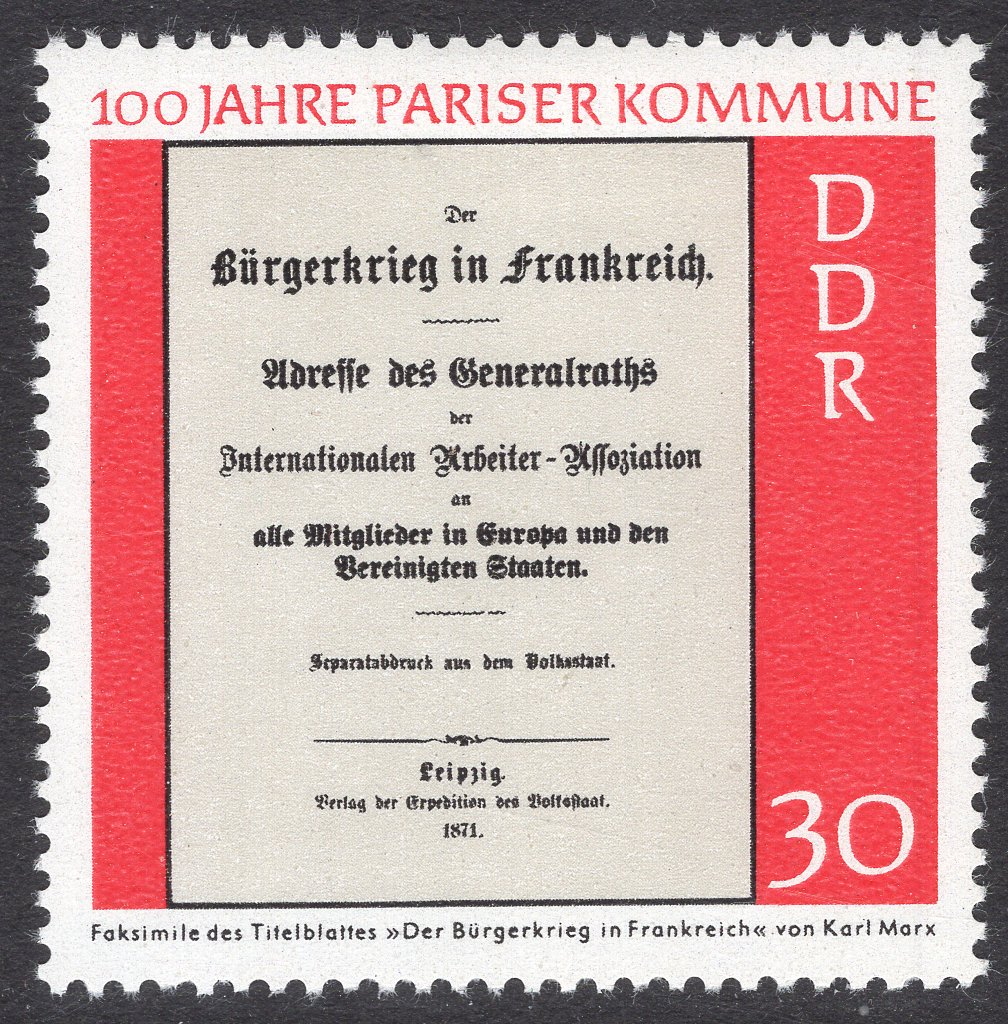 100 JAHRE PARISER KOMMUNE
DDR
Der
Bürgerkrieg in Frankreich.
Adresse des Generalraths
der
Internationalen Arbeiter-Assoziation
an
alle Mitglieder in Europa und den
Vereinigten Staaten.
Separatabdruck aus dem Volksstaat.
Leipzig.
Verlag der Expedition des Volksstaat.
1871.
30
Faksimile des Titelblattes »Der Bürgerkrieg in Frankreich« von Karl Marx